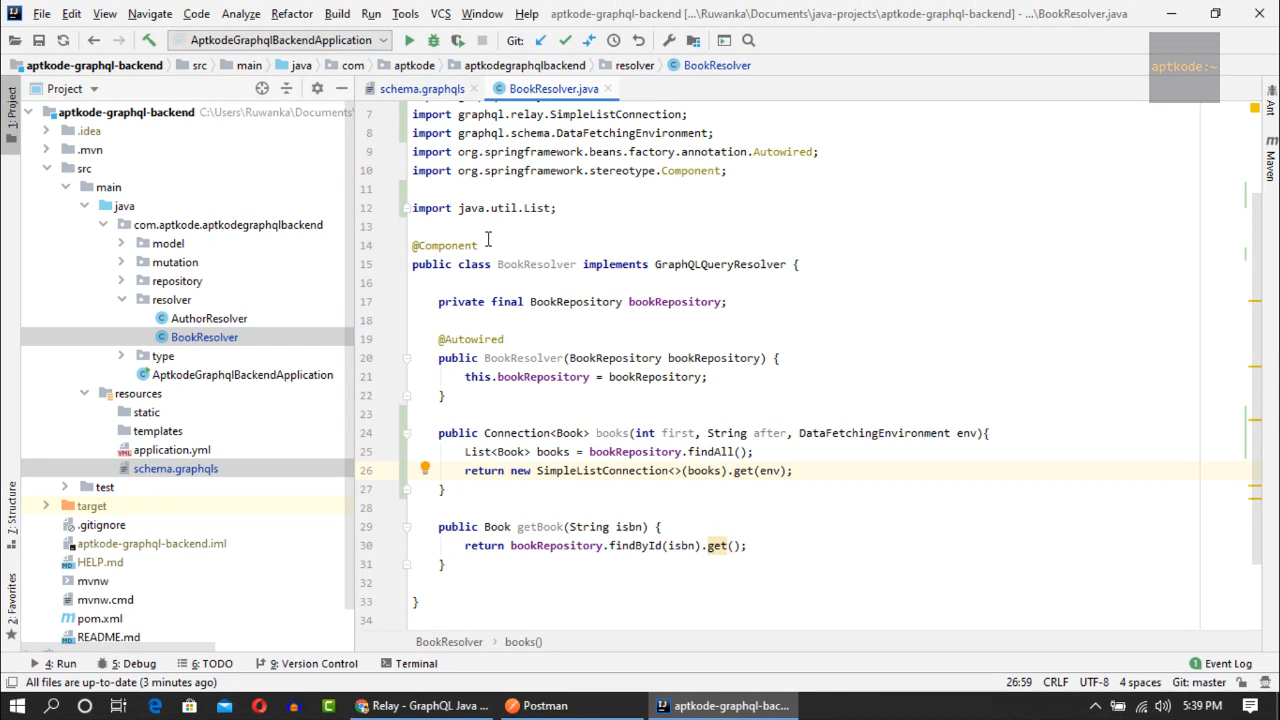 File Edit View Navigate Code Analyze Refactor Build Run Tools VCS Window Help aptkode-graphql-backend [...\Ruwanka\Documents\java-projects\aptkode-graphql-backend] - ...\BookResolver.java
AptkodeGraphqlBackendApplication Git:
aptkode-graphql-backend src main java com aptkode aptkodegraphqlbackend resolver BookResolver
aptkode:~
Project schema.graphqls BookResolver.java
1: Project
Ant
Maven
7: Structure
2: Favorites
aptkode-graphql-backend C:\Users\Ruwanka\Documents\
.idea
.mvn
src
main
java
com.aptkode.aptkodegraphqlbackend
model
mutation
repository
resolver
AuthorResolver
BookResolver
type
AptkodeGraphqlBackendApplication
resources
static
templates
application.yml
schema.graphqls
test
target
.gitignore
aptkode-graphql-backend.iml
HELP.md
mvnw
mvnw.cmd
pom.xml
README.md
7 import graphql.relay.SimpleListConnection;
8 import graphql.schema.DataFetchingEnvironment;
9 import org.springframework.beans.factory.annotation.Autowired;
10 import org.springframework.stereotype.Component;
11
12 import java.util.List;
13
14 @Component
15 public class BookResolver implements GraphQLQueryResolver {
16
17 private final BookRepository bookRepository;
18
19 @Autowired
20 public BookResolver(BookRepository bookRepository) {
21 this.bookRepository = bookRepository;
22 }
23
24 public Connection<Book> books(int first, String after, DataFetchingEnvironment env){
25 List<Book> books = bookRepository.findAll();
26 return new SimpleListConnection<>(books).get(env);
27 }
28
29 public Book getBook(String isbn) {
30 return bookRepository.findById(isbn).get();
31 }
32
33 }
34
BookResolver books()
4: Run 5: Debug 6: TODO 9: Version Control Terminal 1 Event Log
All files are up-to-date (3 minutes ago) 26:59 CRLF UTF-8 4 spaces Git: master
Relay - GraphQL Java ... Postman aptkode-graphql-back... 5:39 PM